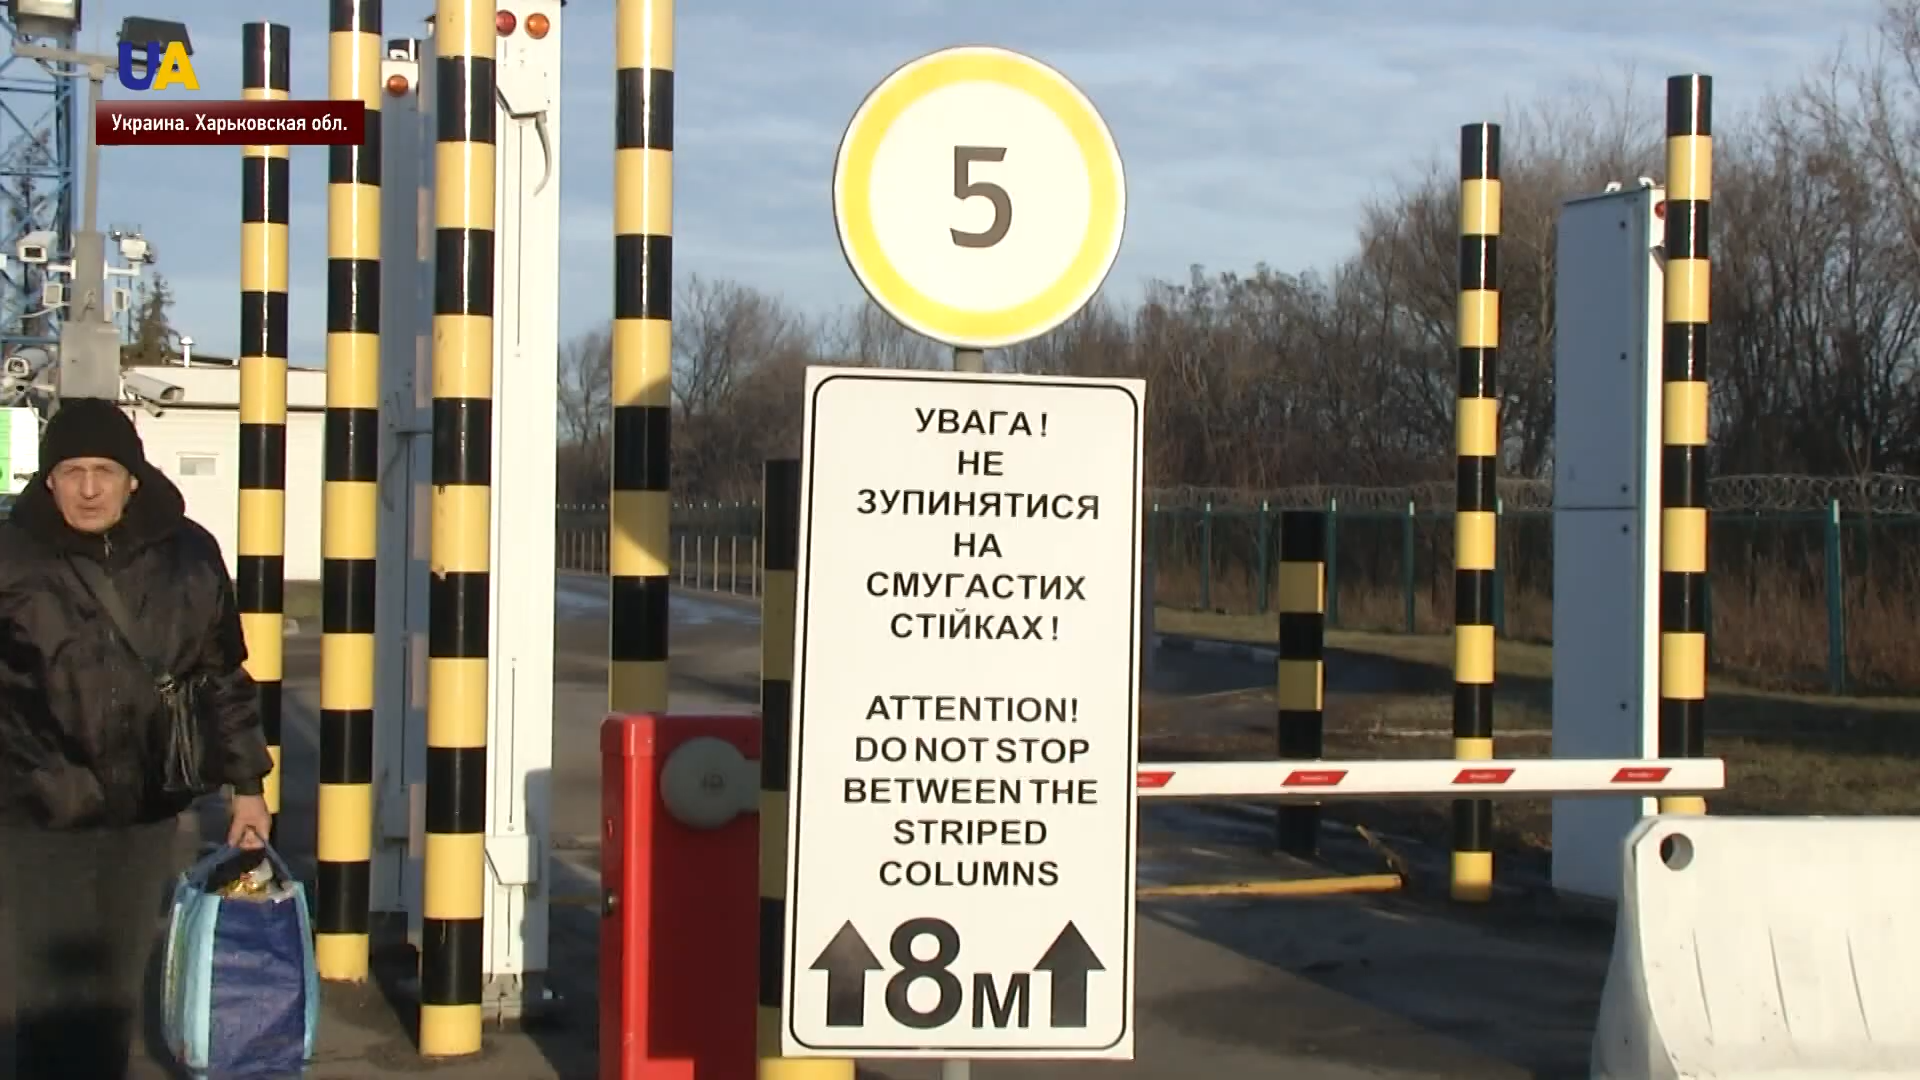 UA
Украина. Харьковская обл.
5
УВАГА !
НЕ
ЗУПИНЯТИСЯ
НА
СМУГАСТИХ
СТІЙКАХ !
ATTENTION!
DO NOT STOP
BETWEEN THE
STRIPED
COLUMNS
8м